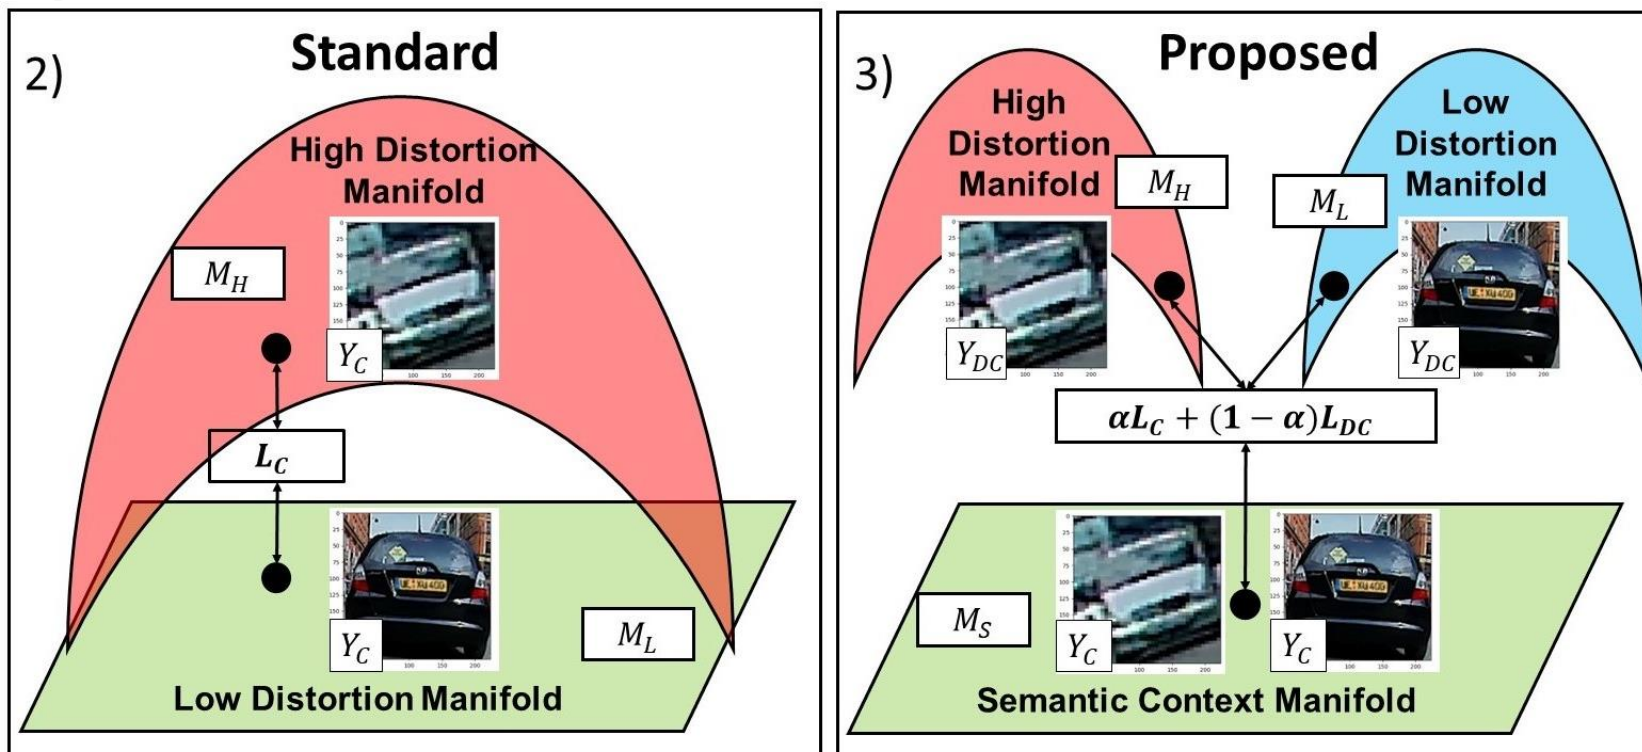 2)
Standard
High Distortion
Manifold
M_H
Y_C
L_C
Y_C
M_L
Low Distortion Manifold
3)
Proposed
High
Distortion
Manifold
M_H
Low
Distortion
Manifold
M_L
Y_DC
Y_DC
αL_C + (1 − α)L_DC
M_S
Y_C
Y_C
Semantic Context Manifold